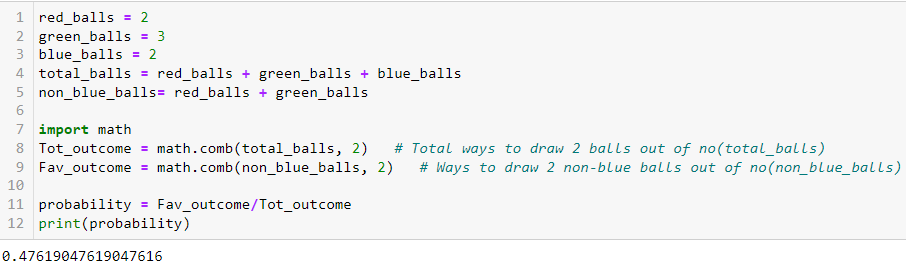 1 red_balls = 2
2 green_balls = 3
3 blue_balls = 2
4 total_balls = red_balls + green_balls + blue_balls
5 non_blue_balls= red_balls + green_balls
6
7 import math
8 Tot_outcome = math.comb(total_balls, 2)   # Total ways to draw 2 balls out of no(total_balls)
9 Fav_outcome = math.comb(non_blue_balls, 2)   # Ways to draw 2 non-blue balls out of no(non_blue_balls)
10
11 probability = Fav_outcome/Tot_outcome
12 print(probability)
0.47619047619047616